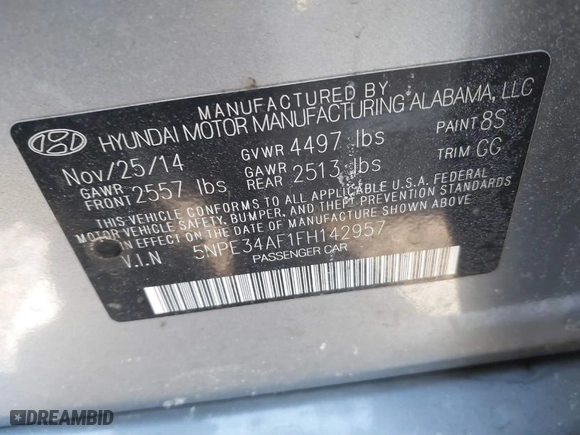 MANUFACTURED BY
HYUNDAI MOTOR MANUFACTURING ALABAMA, LLC
Nov/25/14 GVWR 4497 lbs PAINT 8S
GAWR FRONT 2557 lbs GAWR REAR 2513 lbs TRIM GG
THIS VEHICLE CONFORMS TO ALL APPLICABLE U.S.A. FEDERAL
MOTOR VEHICLE SAFETY, BUMPER, AND THEFT PREVENTION STANDARDS
IN EFFECT ON THE DATE OF MANUFACTURE SHOWN ABOVE.
V.I.N 5NPE34AF1FH142957
PASSENGER CAR
DREAMBID